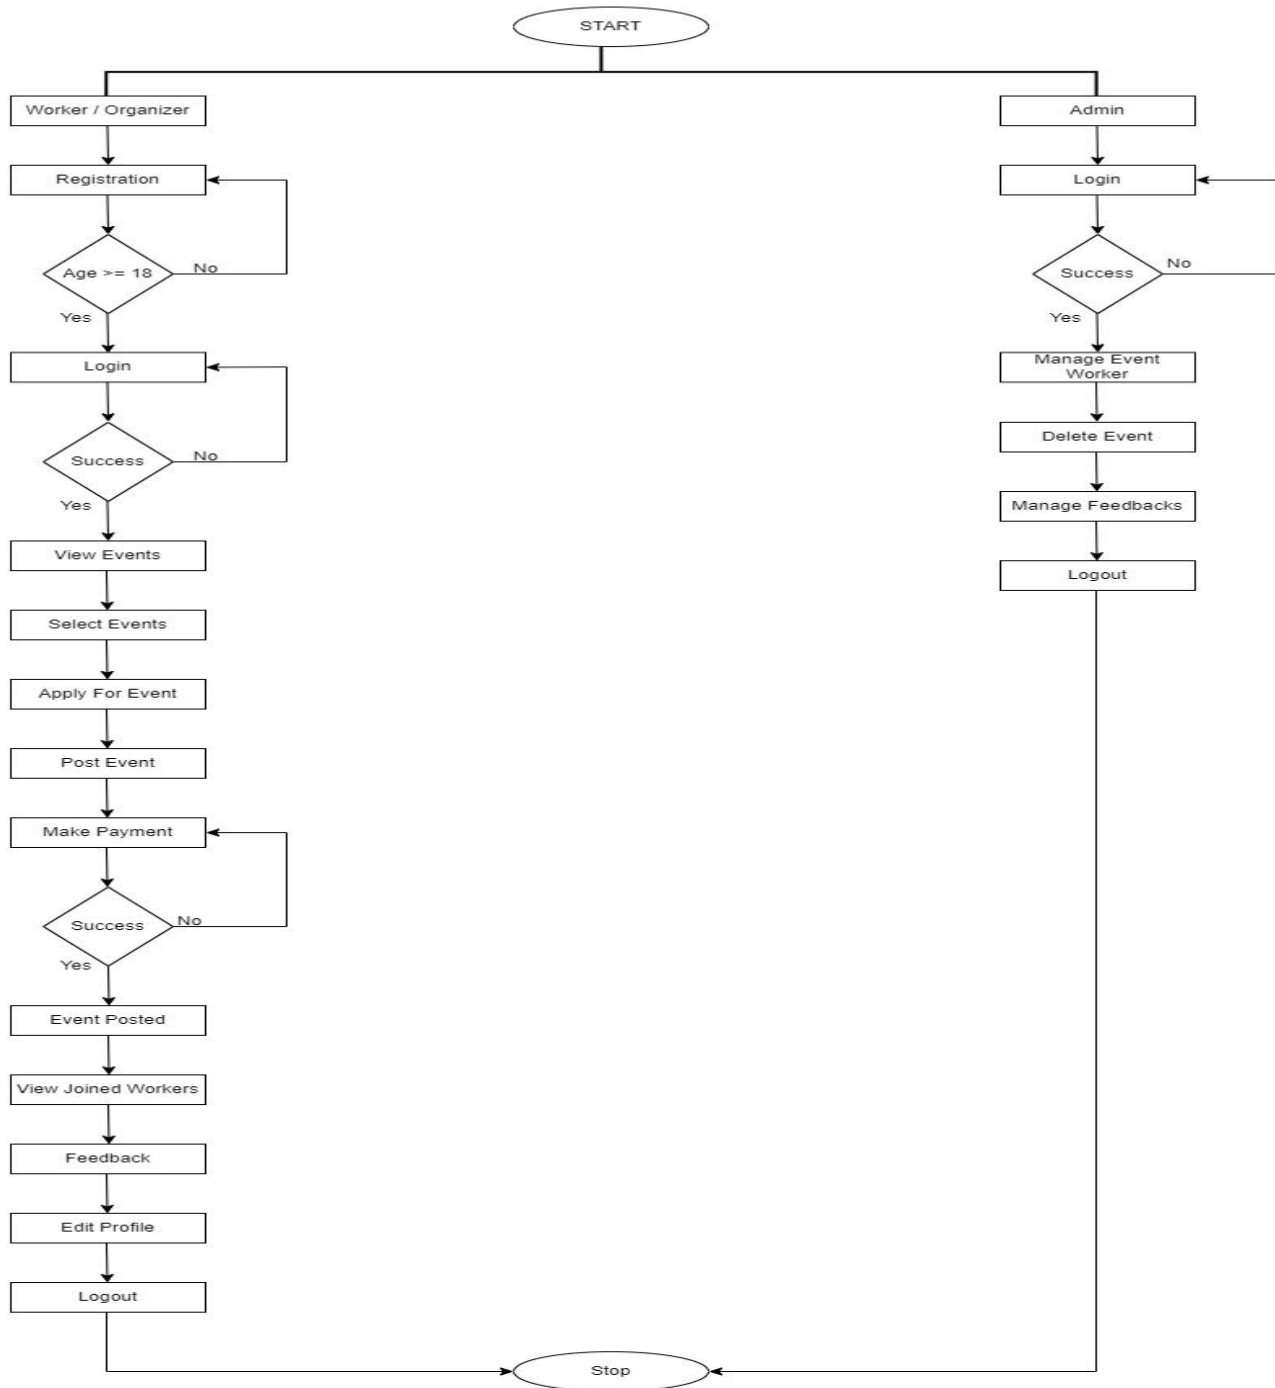 START
Worker / Organizer
Admin
Registration
Login
Age >= 18
No
Success
No
Yes
Yes
Login
Manage Event
Worker
Delete Event
Success
No
Yes
Manage Feedbacks
View Events
Logout
Select Events
Apply For Event
Post Event
Make Payment
Success
No
Yes
Event Posted
View Joined Workers
Feedback
Edit Profile
Logout
Stop